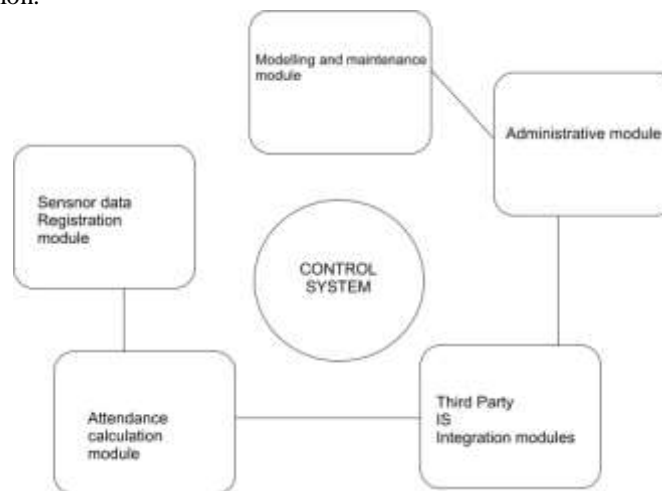 ion.
Modelling and maintenance
module
Administrative module
Sensnor data
Registration
module
CONTROL
SYSTEM
Attendance
calculation
module
Third Party
IS
Integration modules